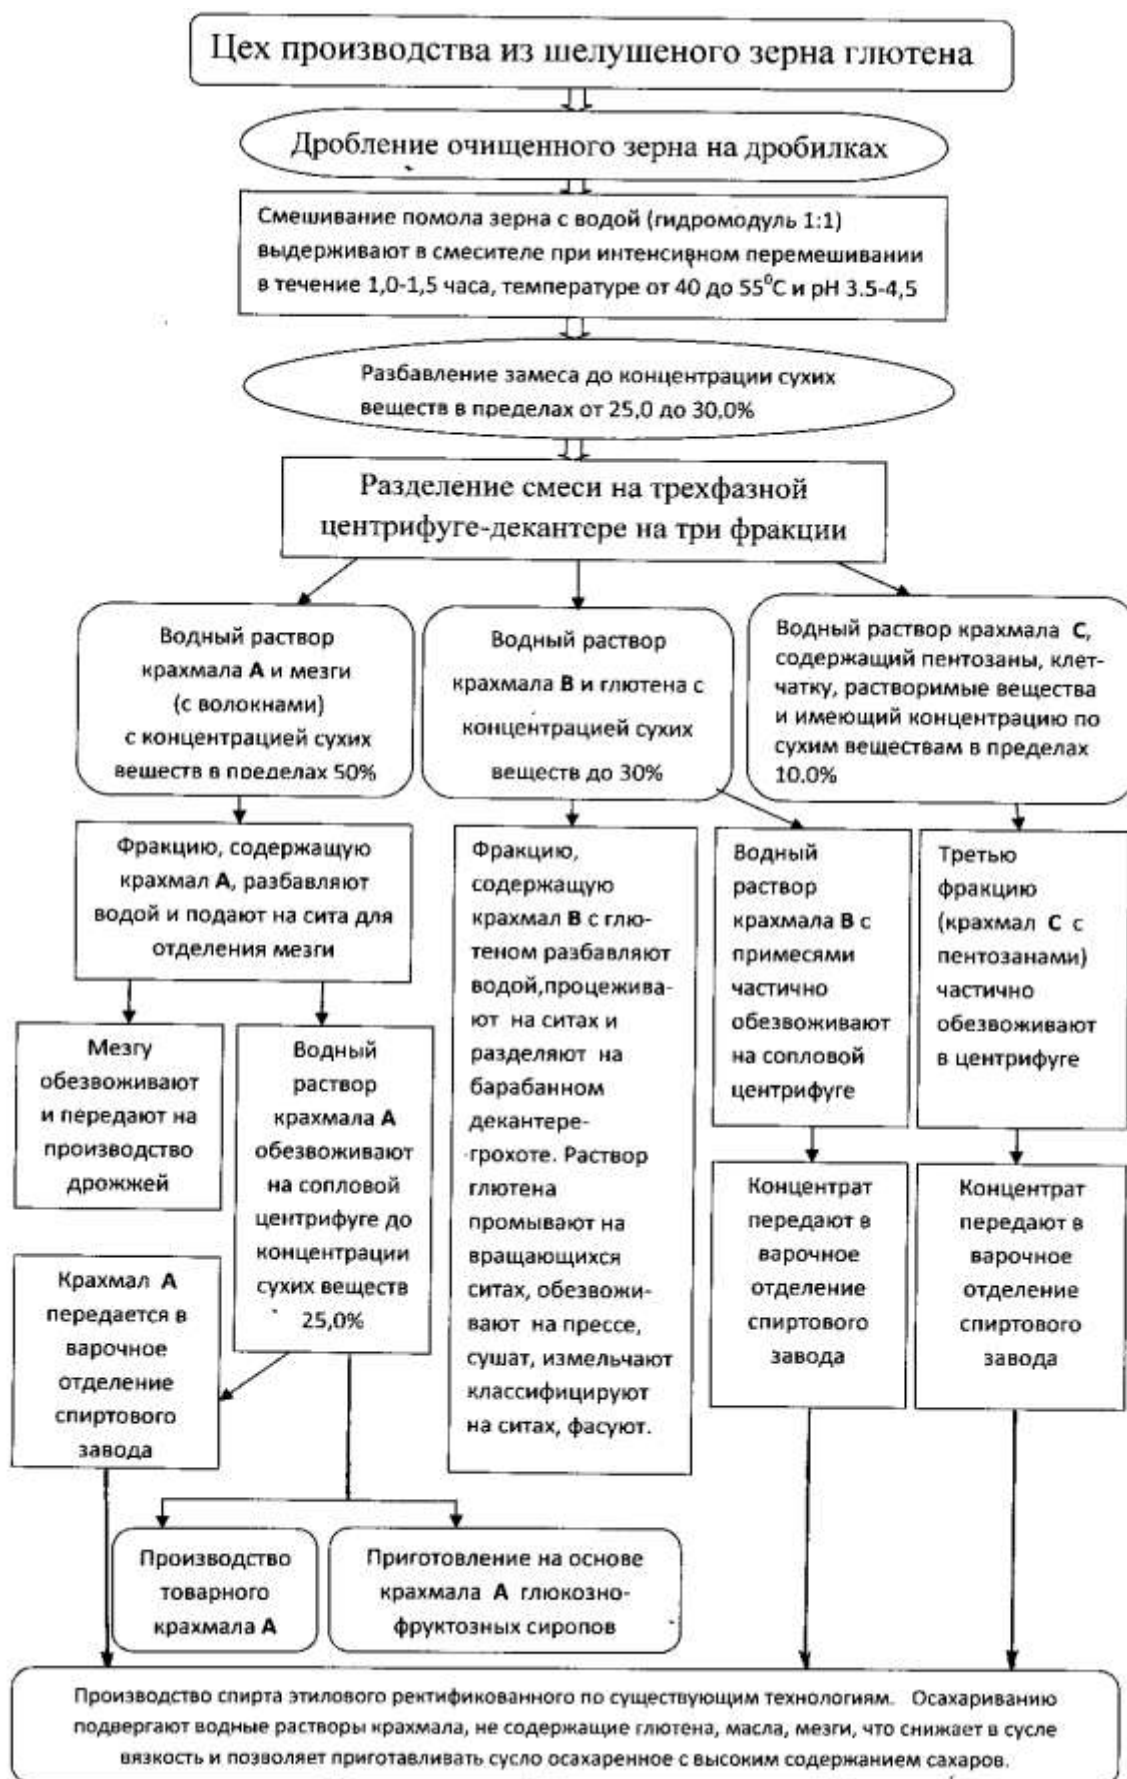 Цех производства из шелушеного зерна глютена
Дробление очищенного зерна на дробилках
Смешивание помола зерна с водой (гидромодуль 1:1)
выдерживают в смесителе при интенсивном перемешивании
в течение 1,0-1,5 часа, температуре от 40 до 55⁰С и рН 3.5-4,5
Разбавление замеса до концентрации сухих
веществ в пределах от 25,0 до 30,0%
Разделение смеси на трехфазной
центрифуге-декантере на три фракции
Водный раствор
крахмала А и мезги
(с волокнами)
с концентрацией сухих
веществ в пределах 50%
Водный раствор
крахмала В и глютена с
концентрацией сухих
веществ до 30%
Водный раствор крахмала С,
содержащий пентозаны, клет-
чатку, растворимые вещества
и имеющий концентрацию по
сухим веществам в пределах
10.0%
Фракцию, содержащую
крахмал А, разбавляют
водой и подают на сита для
отделения мезги
Фракцию,
содержащую
крахмал В с глю-
теном разбавляют
водой,процежива-
ют на ситах и
разделяют на
барабанном
декантере-
грохоте. Раствор
глютена
промывают на
вращающихся
ситах, обезвожи-
вают на прессе,
сушат, измельчают
классифицируют
на ситах, фасуют.
Водный
раствор
крахмала В с
примесями
частично
обезвоживают
на сопловой
центрифуге
Третью
фракцию
(крахмал С с
пентозанами)
частично
обезвоживают
в центрифуге
Мезгу
обезвоживают
и передают на
производство
дрожжей
Водный
раствор
крахмала А
обезвоживают
на сопловой
центрифуге до
концентрации
сухих веществ
25,0%
Концентрат
передают в
варочное
отделение
спиртового
завода
Концентрат
передают в
варочное
отделение
спиртового
завода
Крахмал А
передается в
варочное
отделение
спиртового
завода
Производство
товарного
крахмала А
Приготовление на основе
крахмала А глюкозно-
фруктозных сиропов
Производство спирта этилового ректификованного по существующим технологиям. Осахариванию
подвергают водные растворы крахмала, не содержащие глютена, масла, мезги, что снижает в сусле
вязкость и позволяет приготавливать сусло осахаренное с высоким содержанием сахаров.